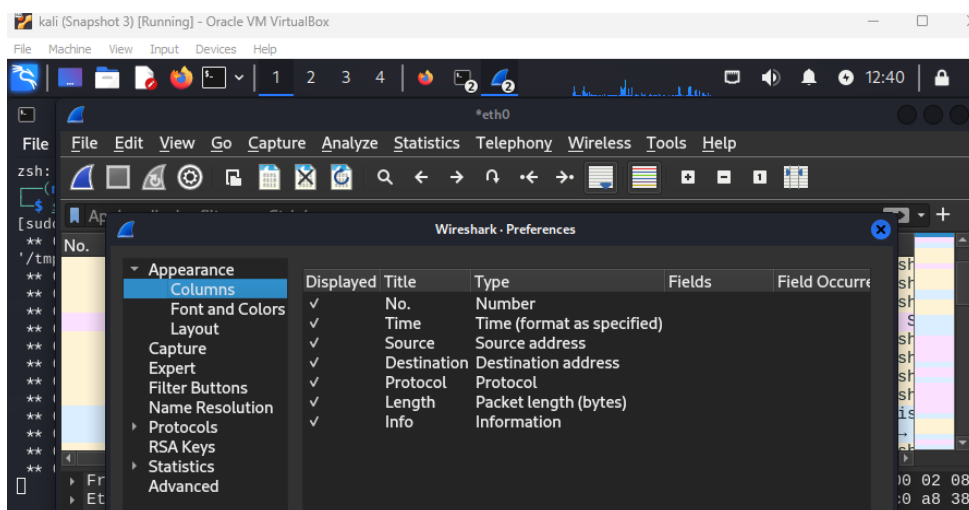 kali (Snapshot 3) [Running] - Oracle VM VirtualBox
File Machine View Input Devices Help
1 2 3 4 2 2 12:40
*eth0
File File Edit View Go Capture Analyze Statistics Telephony Wireless Tools Help
zsh:
Wireshark · Preferences
No.
Appearance
Displayed Title Type Fields Field Occurre
Columns
✓ No. Number
Font and Colors
✓ Time Time (format as specified)
Layout
✓ Source Source address
Capture
✓ Destination Destination address
Expert
✓ Protocol Protocol
Filter Buttons
✓ Length Packet length (bytes)
Name Resolution
✓ Info Information
Protocols
RSA Keys
Statistics
Advanced
02 08
a8 38